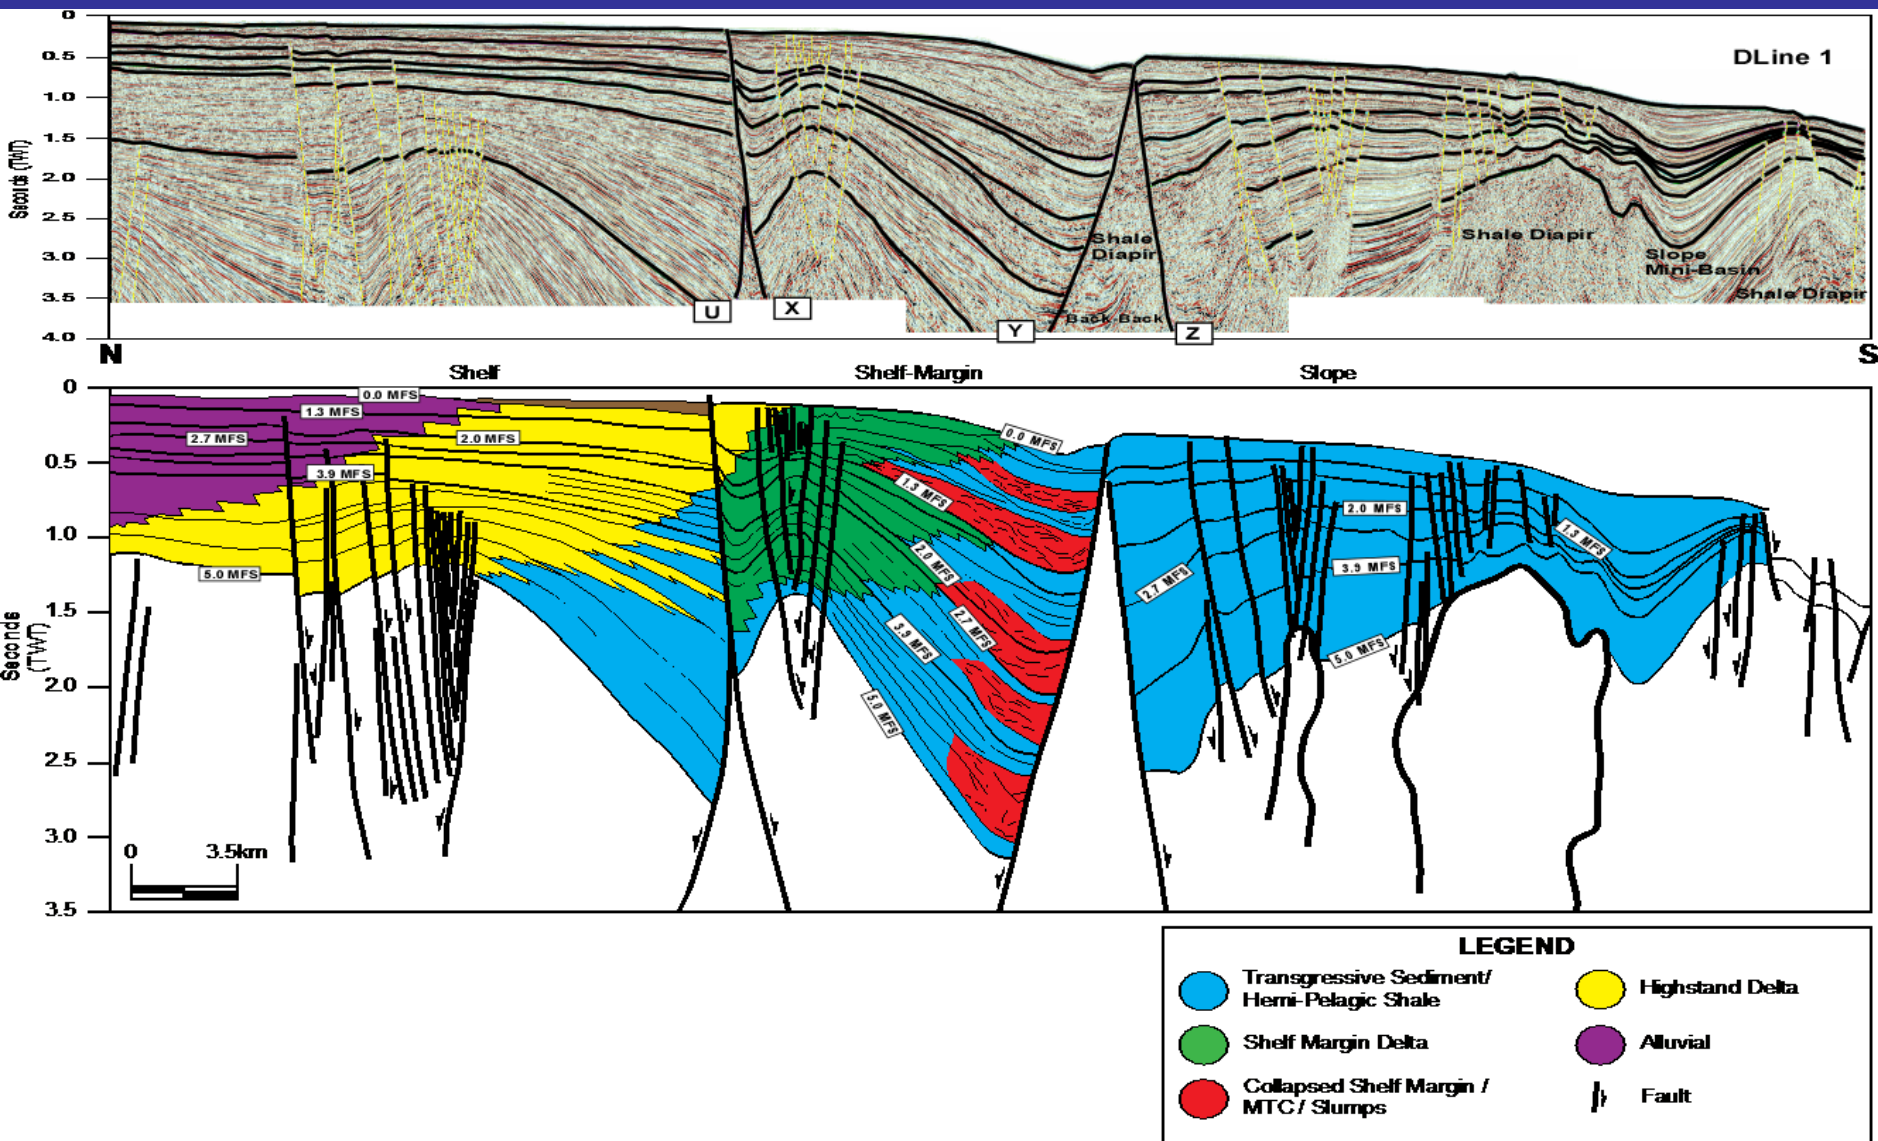 0
0.5
1.0
1.5
2.0
2.5
3.0
3.5
4.0
Seconds (TWT)
DLine 1
Shale
Diapir
Back-Back
Shale Diapir
Slope
Mini-Basin
Shale Diapir
U
X
Y
Z
N
S
Shelf
Shelf-Margin
Slope
0
0.5
1.0
1.5
2.0
2.5
3.0
3.5
Seconds
(TWT)
0.0 MFS
1.3 MFS
2.7 MFS
2.0 MFS
3.9 MFS
5.0 MFS
0.0 MFS
1.3 MFS
2.0 MFS
2.7 MFS
3.9 MFS
5.0 MFS
2.0 MFS
1.3 MFS
2.7 MFS
3.9 MFS
5.0 MFS
0
3.5km
LEGEND
Transgressive Sediment/
Hemi-Pelagic Shale
Highstand Delta
Shelf Margin Delta
Alluvial
Collapsed Shelf Margin /
MTC / Slumps
Fault